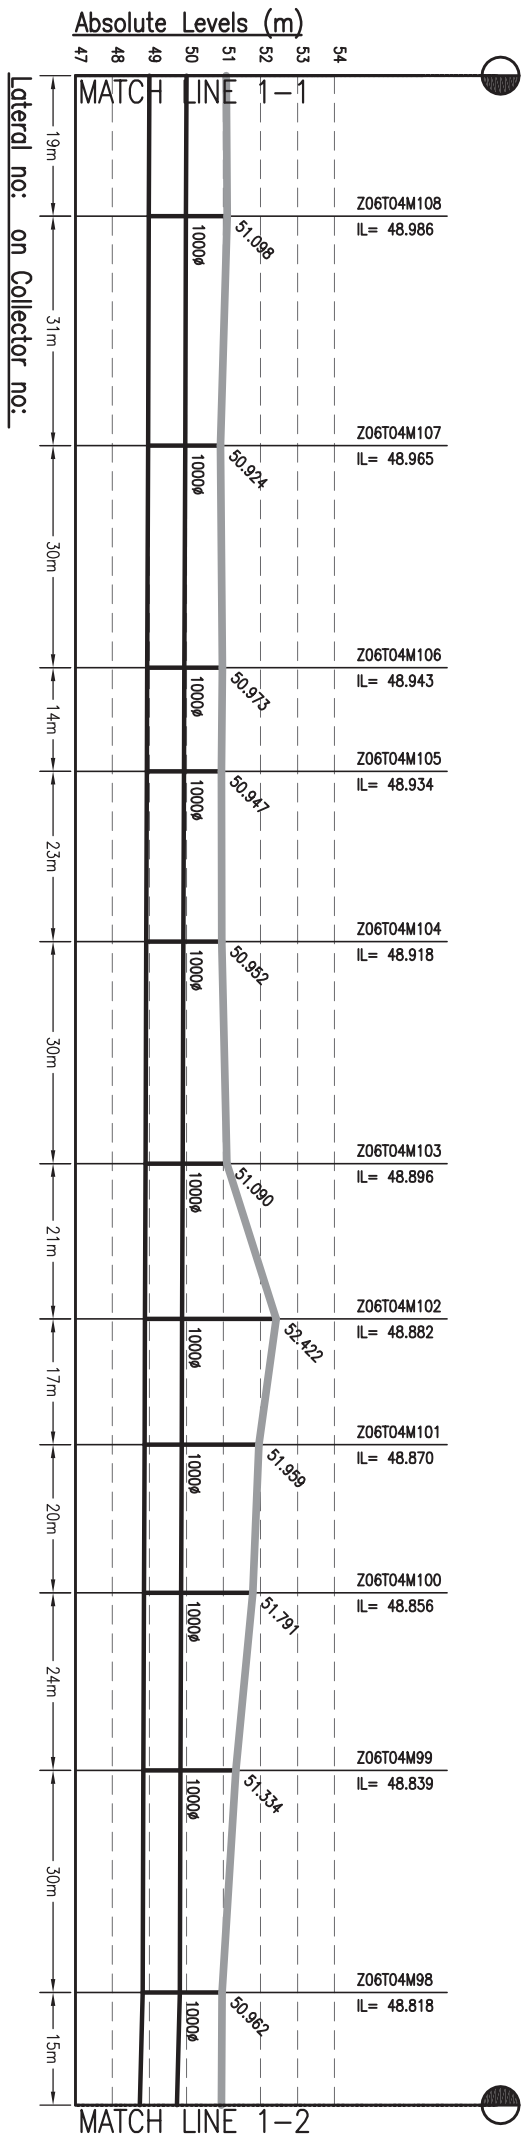 Absolute Levels (m)
47 48 49 50 51 52 53 54
MATCH LINE 1-1
Lateral no: on Collector no:
19m
Z06T04M108
IL= 48.986
51.098
1000ø
31m
Z06T04M107
IL= 48.965
50.924
1000ø
30m
Z06T04M106
IL= 48.943
50.973
1000ø
14m
Z06T04M105
IL= 48.934
50.947
1000ø
23m
Z06T04M104
IL= 48.918
50.952
1000ø
30m
Z06T04M103
IL= 48.896
51.090
1000ø
21m
Z06T04M102
IL= 48.882
52.422
1000ø
17m
Z06T04M101
IL= 48.870
51.959
1000ø
20m
Z06T04M100
IL= 48.856
51.791
1000ø
24m
Z06T04M99
IL= 48.839
51.334
1000ø
30m
Z06T04M98
IL= 48.818
50.962
1000ø
15m
MATCH LINE 1-2